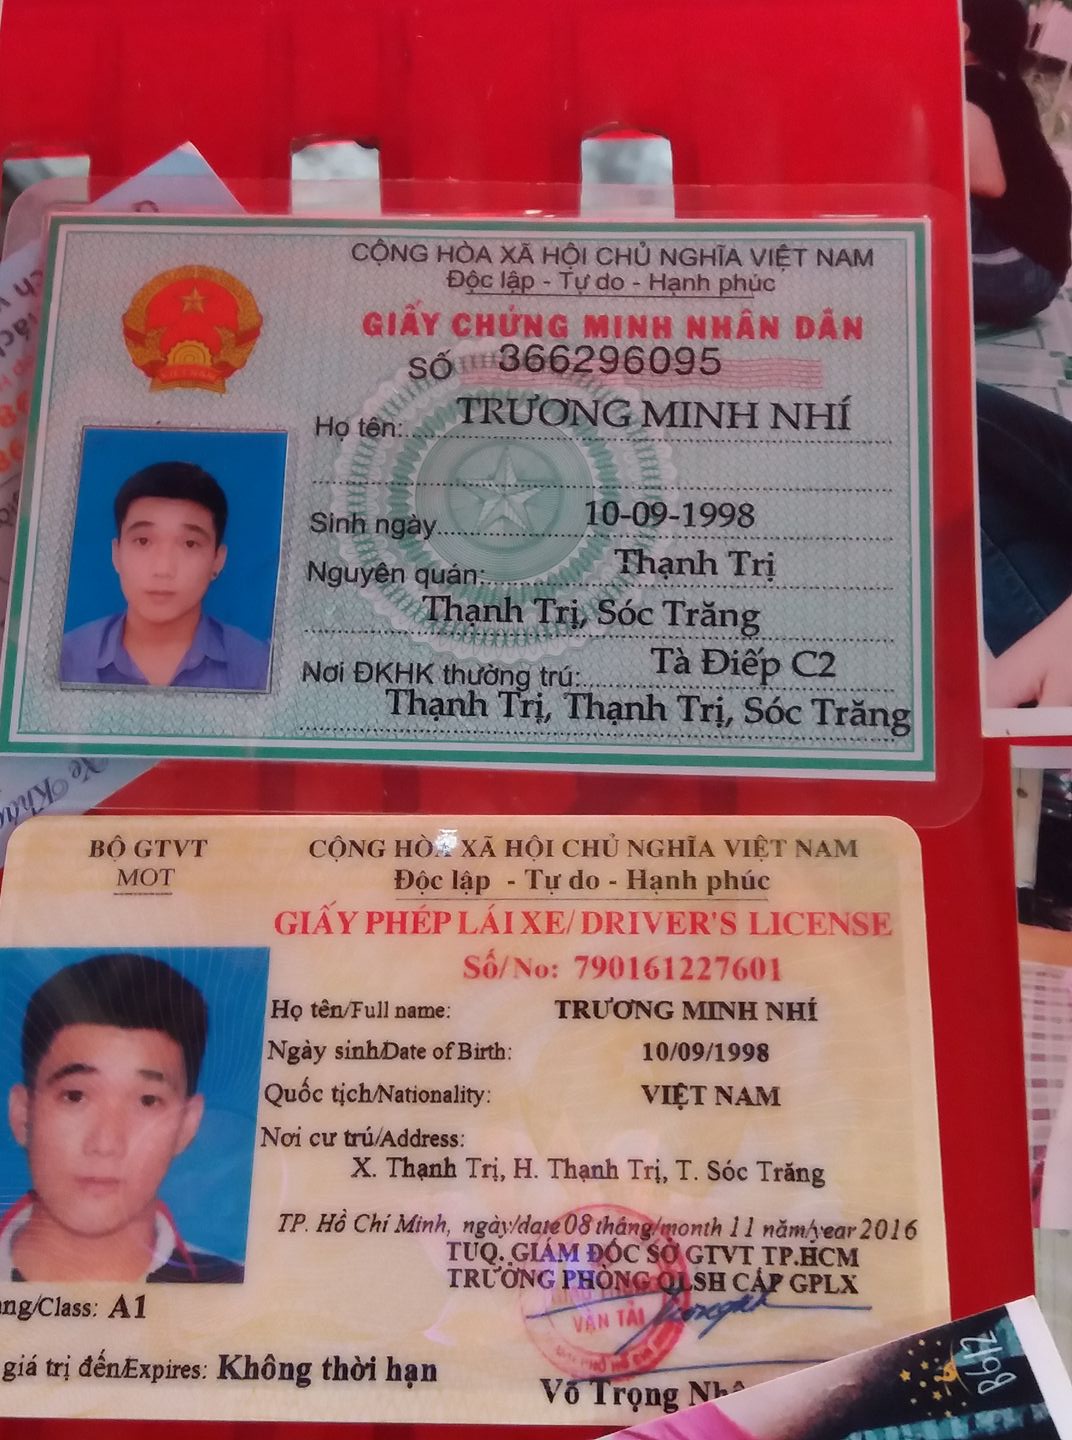 CỘNG HÒA XÃ HỘI CHỦ NGHĨA VIỆT NAM
Độc lập - Tự do - Hạnh phúc
GIẤY CHỨNG MINH NHÂN DÂN
SỐ 366296095
Họ tên: TRƯƠNG MINH NHÍ
Sinh ngày 10-09-1998
Nguyên quán: Thạnh Trị
Thạnh Trị, Sóc Trăng
Nơi ĐKHK thường trú: Tà Điếp C2
Thạnh Trị, Thạnh Trị, Sóc Trăng
BỘ GTVT
MOT
CỘNG HÒA XÃ HỘI CHỦ NGHĨA VIỆT NAM
Độc lập - Tự do - Hạnh phúc
GIẤY PHÉP LÁI XE/ DRIVER'S LICENSE
Số/No: 790161227601
Họ tên/Full name: TRƯƠNG MINH NHÍ
Ngày sinh/Date of Birth: 10/09/1998
Quốc tịch/Nationality: VIỆT NAM
Nơi cư trú/Address:
X. Thạnh Trị, H. Thạnh Trị, T. Sóc Trăng
TP. Hồ Chí Minh, ngày/date 08 tháng/month 11 năm/year 2016
TUQ. GIÁM ĐỐC SỞ GTVT TP.HCM
TRƯỞNG PHÒNG QLSH CẤP GPLX
VẬN TẢI
/Class: A1
giá trị đến/Expires: Không thời hạn
Võ Trọng
B612